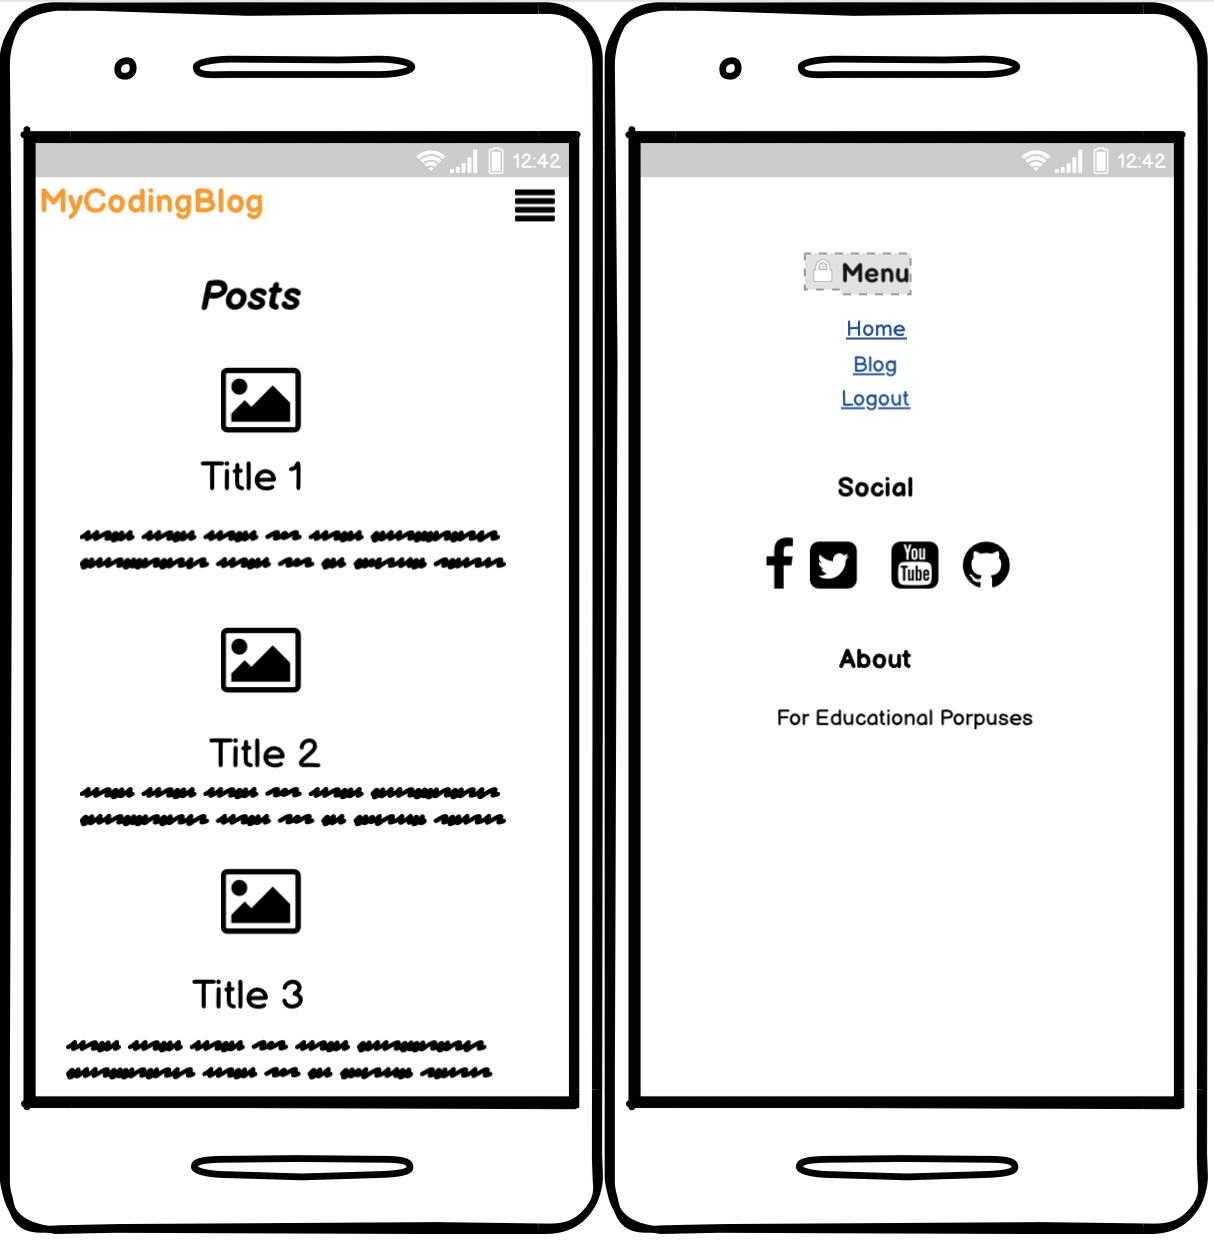 12:42
MyCodingBlog
Posts
Title 1
Title 2
Title 3
12:42
Menu
Home
Blog
Logout
Social
You
Tube
About
For Educational Porpuses